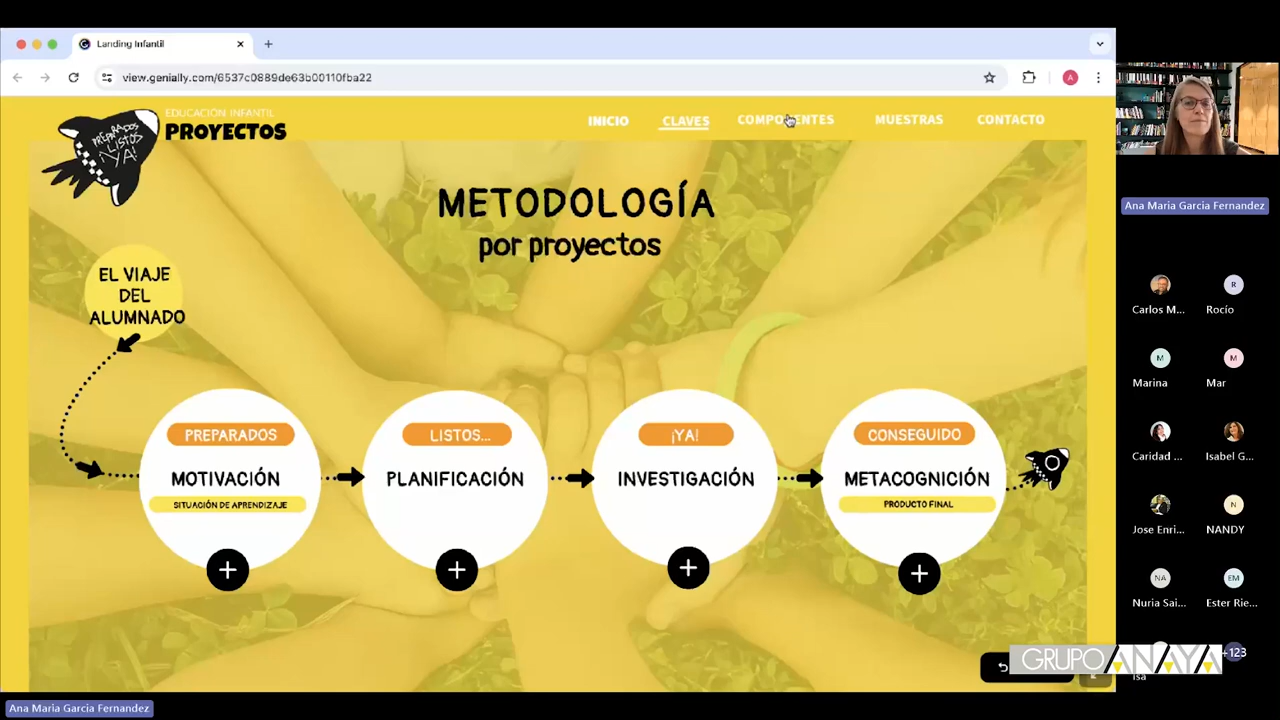 Landing Infantil
view.genially.com/6537c0889de63b00110fba22
A
EDUCACIÓN INFANTIL
PROYECTOS
PREPARADOS
LISTOS
¡YA!
INICIO
CLAVES
COMPONENTES
MUESTRAS
CONTACTO
METODOLOGÍA
por proyectos
EL VIAJE
DEL
ALUMNADO
PREPARADOS
MOTIVACIÓN
SITUACIÓN DE APRENDIZAJE
LISTOS...
PLANIFICACIÓN
¡YA!
INVESTIGACIÓN
CONSEGUIDO
METACOGNICIÓN
PRODUCTO FINAL
GRUPO ANAYA
Ana Maria Garcia Fernandez
Carlos M...
R
Rocío
M
Marina
M
Mar
Caridad ...
Isabel G...
Jose Enri...
N
NANDY
NA
Nuria Sai...
EM
Ester Rie...
+123
Isa
Ana Maria Garcia Fernandez